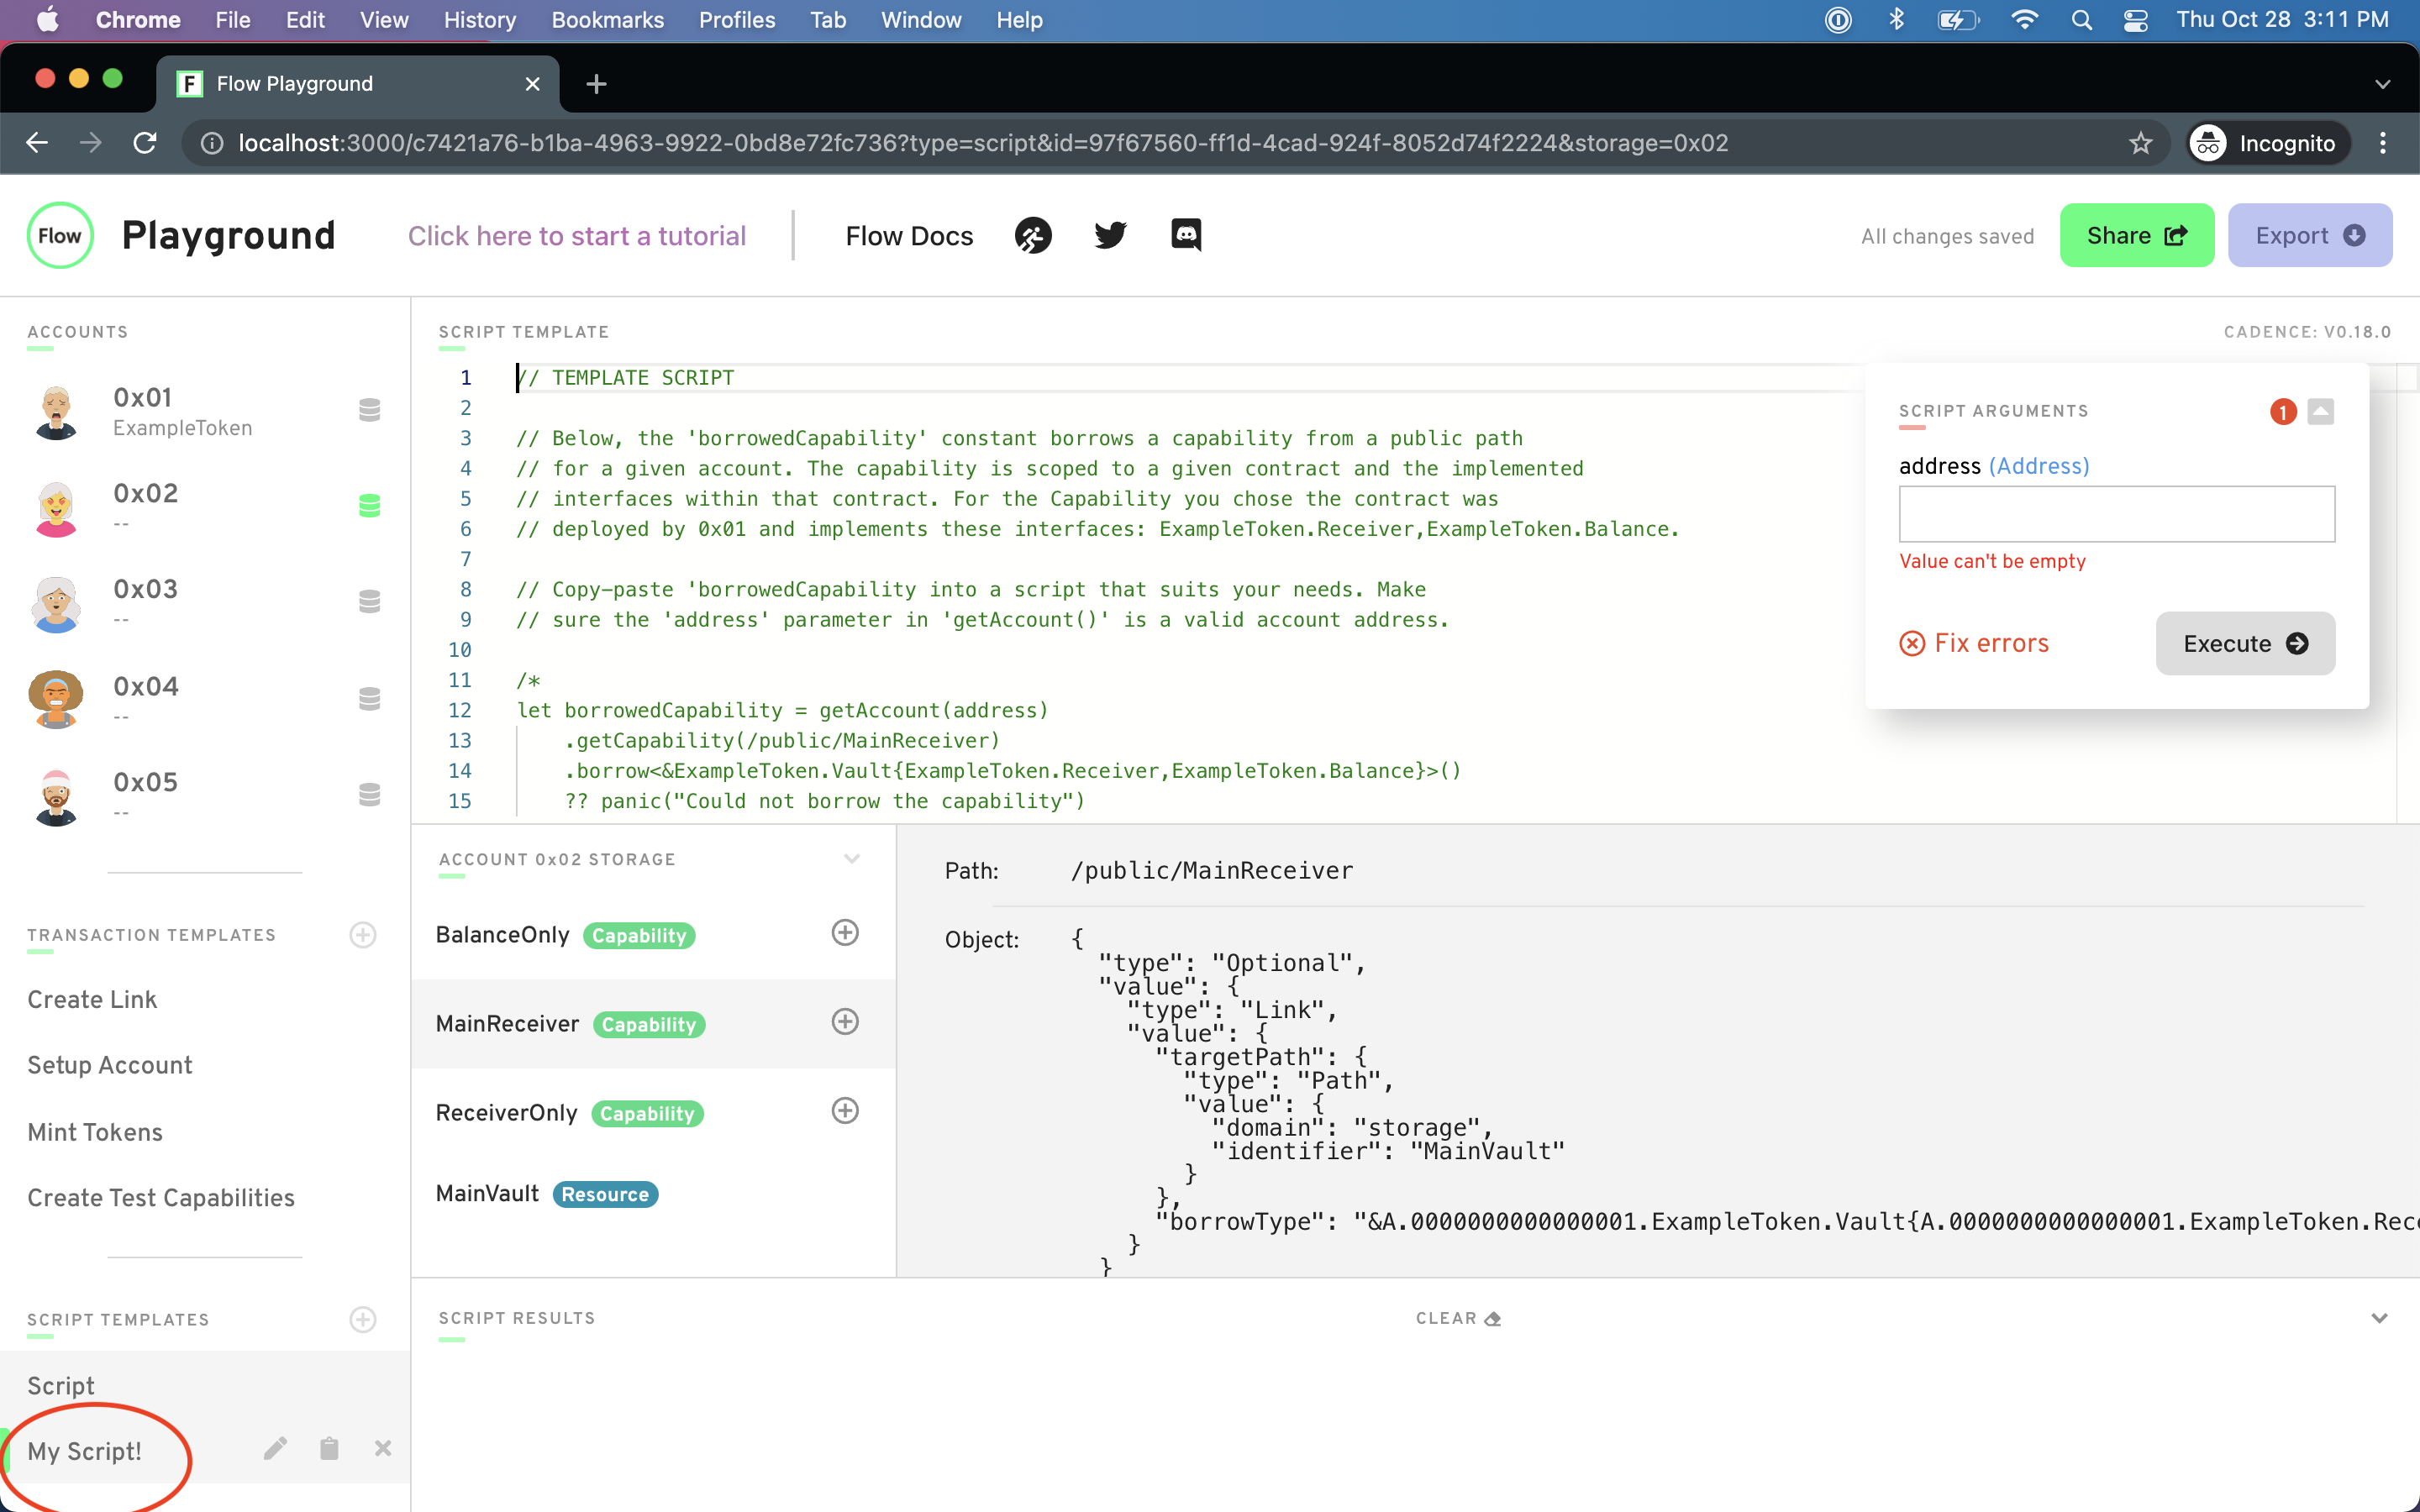 Chrome File Edit View History Bookmarks Profiles Tab Window Help Thu Oct 28 3:11 PM
F Flow Playground
localhost:3000/c7421a76-b1ba-4963-9922-0bd8e72fc736?type=script&id=97f67560-ff1d-4cad-924f-8052d74f2224&storage=0x02 Incognito
Flow Playground Click here to start a tutorial Flow Docs All changes saved Share Export
ACCOUNTS
0x01
ExampleToken
0x02
--
0x03
--
0x04
--
0x05
--
TRANSACTION TEMPLATES
Create Link
Setup Account
Mint Tokens
Create Test Capabilities
SCRIPT TEMPLATES
Script
My Script!
SCRIPT TEMPLATE CADENCE: V0.18.0
1 // TEMPLATE SCRIPT
2
3 // Below, the 'borrowedCapability' constant borrows a capability from a public path
4 // for a given account. The capability is scoped to a given contract and the implemented
5 // interfaces within that contract. For the Capability you chose the contract was
6 // deployed by 0x01 and implements these interfaces: ExampleToken.Receiver,ExampleToken.Balance.
7
8 // Copy-paste 'borrowedCapability into a script that suits your needs. Make
9 // sure the 'address' parameter in 'getAccount()' is a valid account address.
10
11 /*
12 let borrowedCapability = getAccount(address)
13 .getCapability(/public/MainReceiver)
14 .borrow<&ExampleToken.Vault{ExampleToken.Receiver,ExampleToken.Balance}>()
15 ?? panic("Could not borrow the capability")
SCRIPT ARGUMENTS 1
address (Address)
Value can't be empty
Fix errors Execute
ACCOUNT 0x02 STORAGE
BalanceOnly Capability
MainReceiver Capability
ReceiverOnly Capability
MainVault Resource
Path: /public/MainReceiver
Object: {
"type": "Optional",
"value": {
"type": "Link",
"value": {
"targetPath": {
"type": "Path",
"value": {
"domain": "storage",
"identifier": "MainVault"
}
},
"borrowType": "&A.0000000000000001.ExampleToken.Vault{A.0000000000000001.ExampleToken.Rec
}
}
SCRIPT RESULTS CLEAR